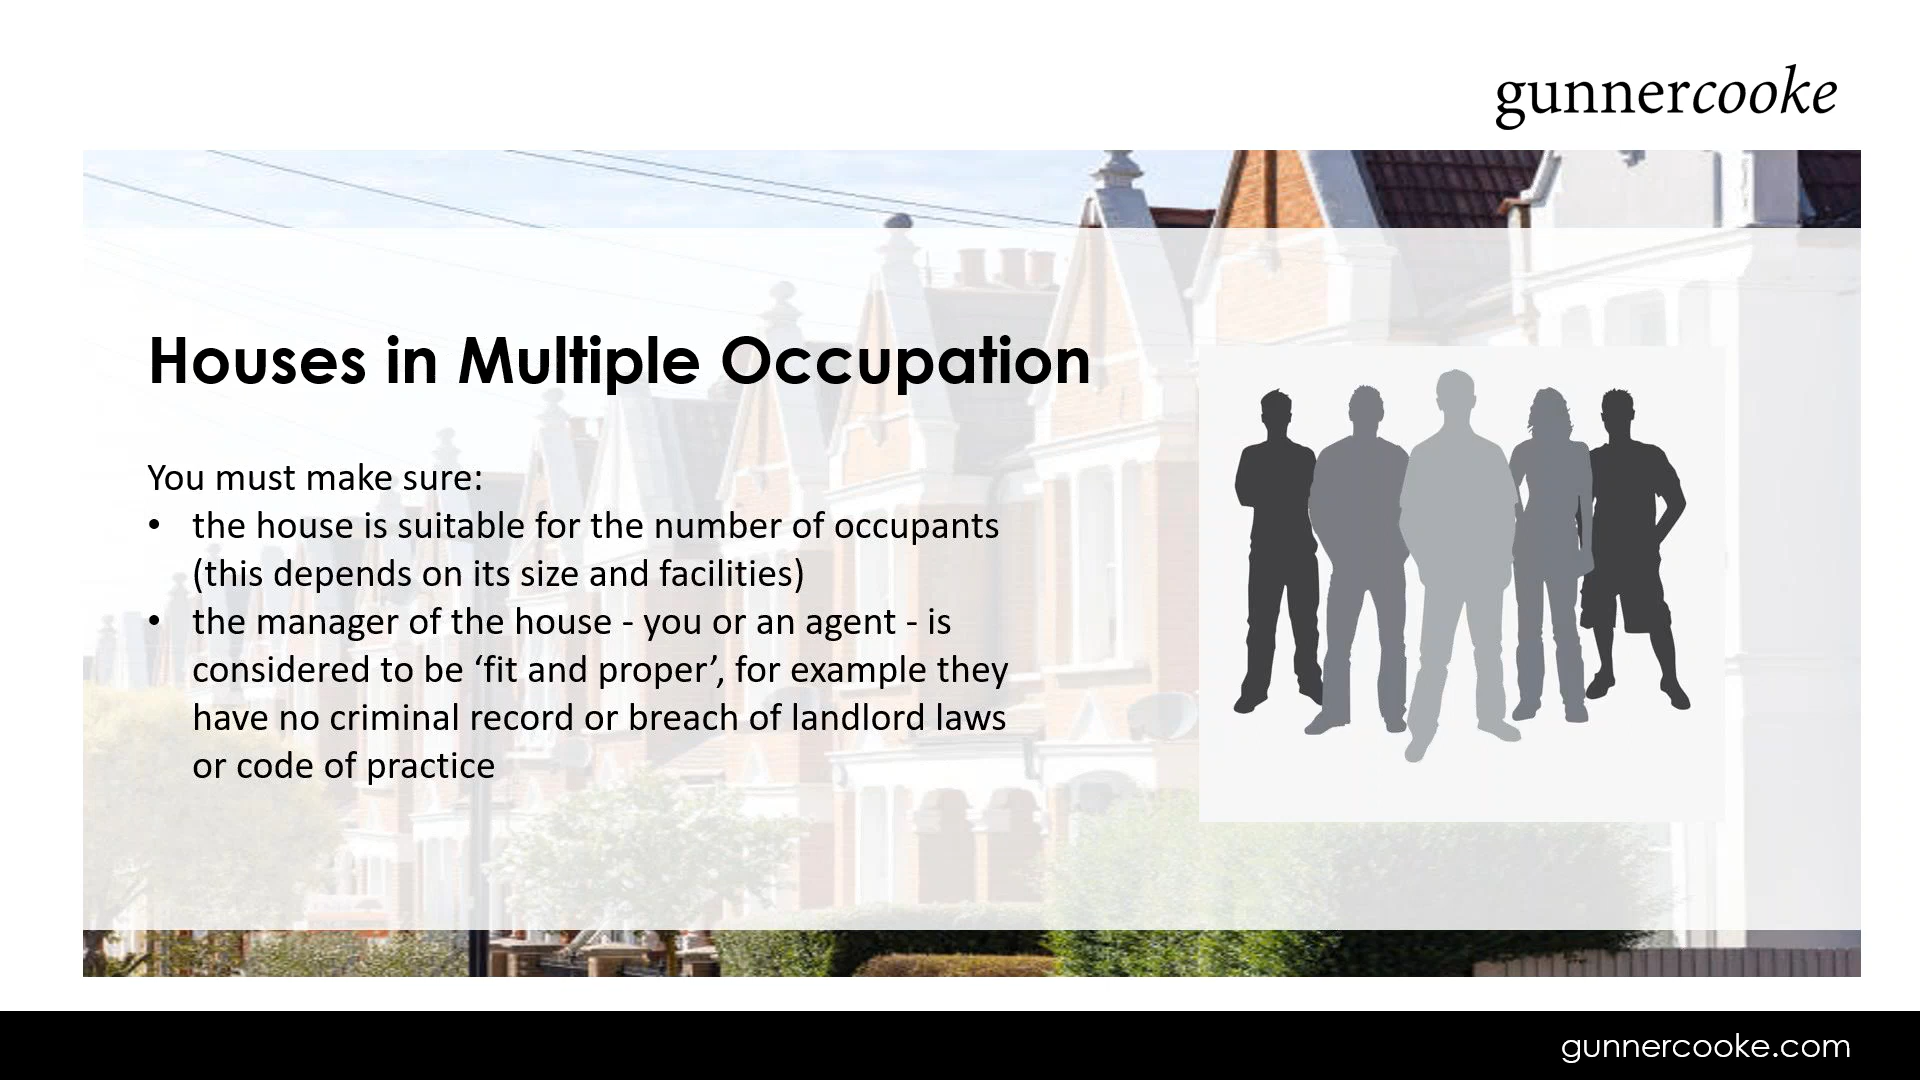 gunnercooke
Houses in Multiple Occupation
You must make sure:
• the house is suitable for the number of occupants
(this depends on its size and facilities)
• the manager of the house - you or an agent - is
considered to be ‘fit and proper’, for example they
have no criminal record or breach of landlord laws
or code of practice
gunnercooke.com